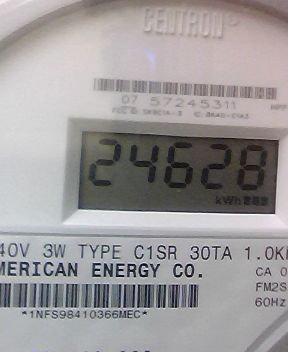 CENTRON
07 57245311
24628
kWh
40V 3W TYPE C1SR 30TA 1.0K
MERICAN ENERGY CO.
CA 0
FM2S
60Hz
*1NFS98410366MEC*